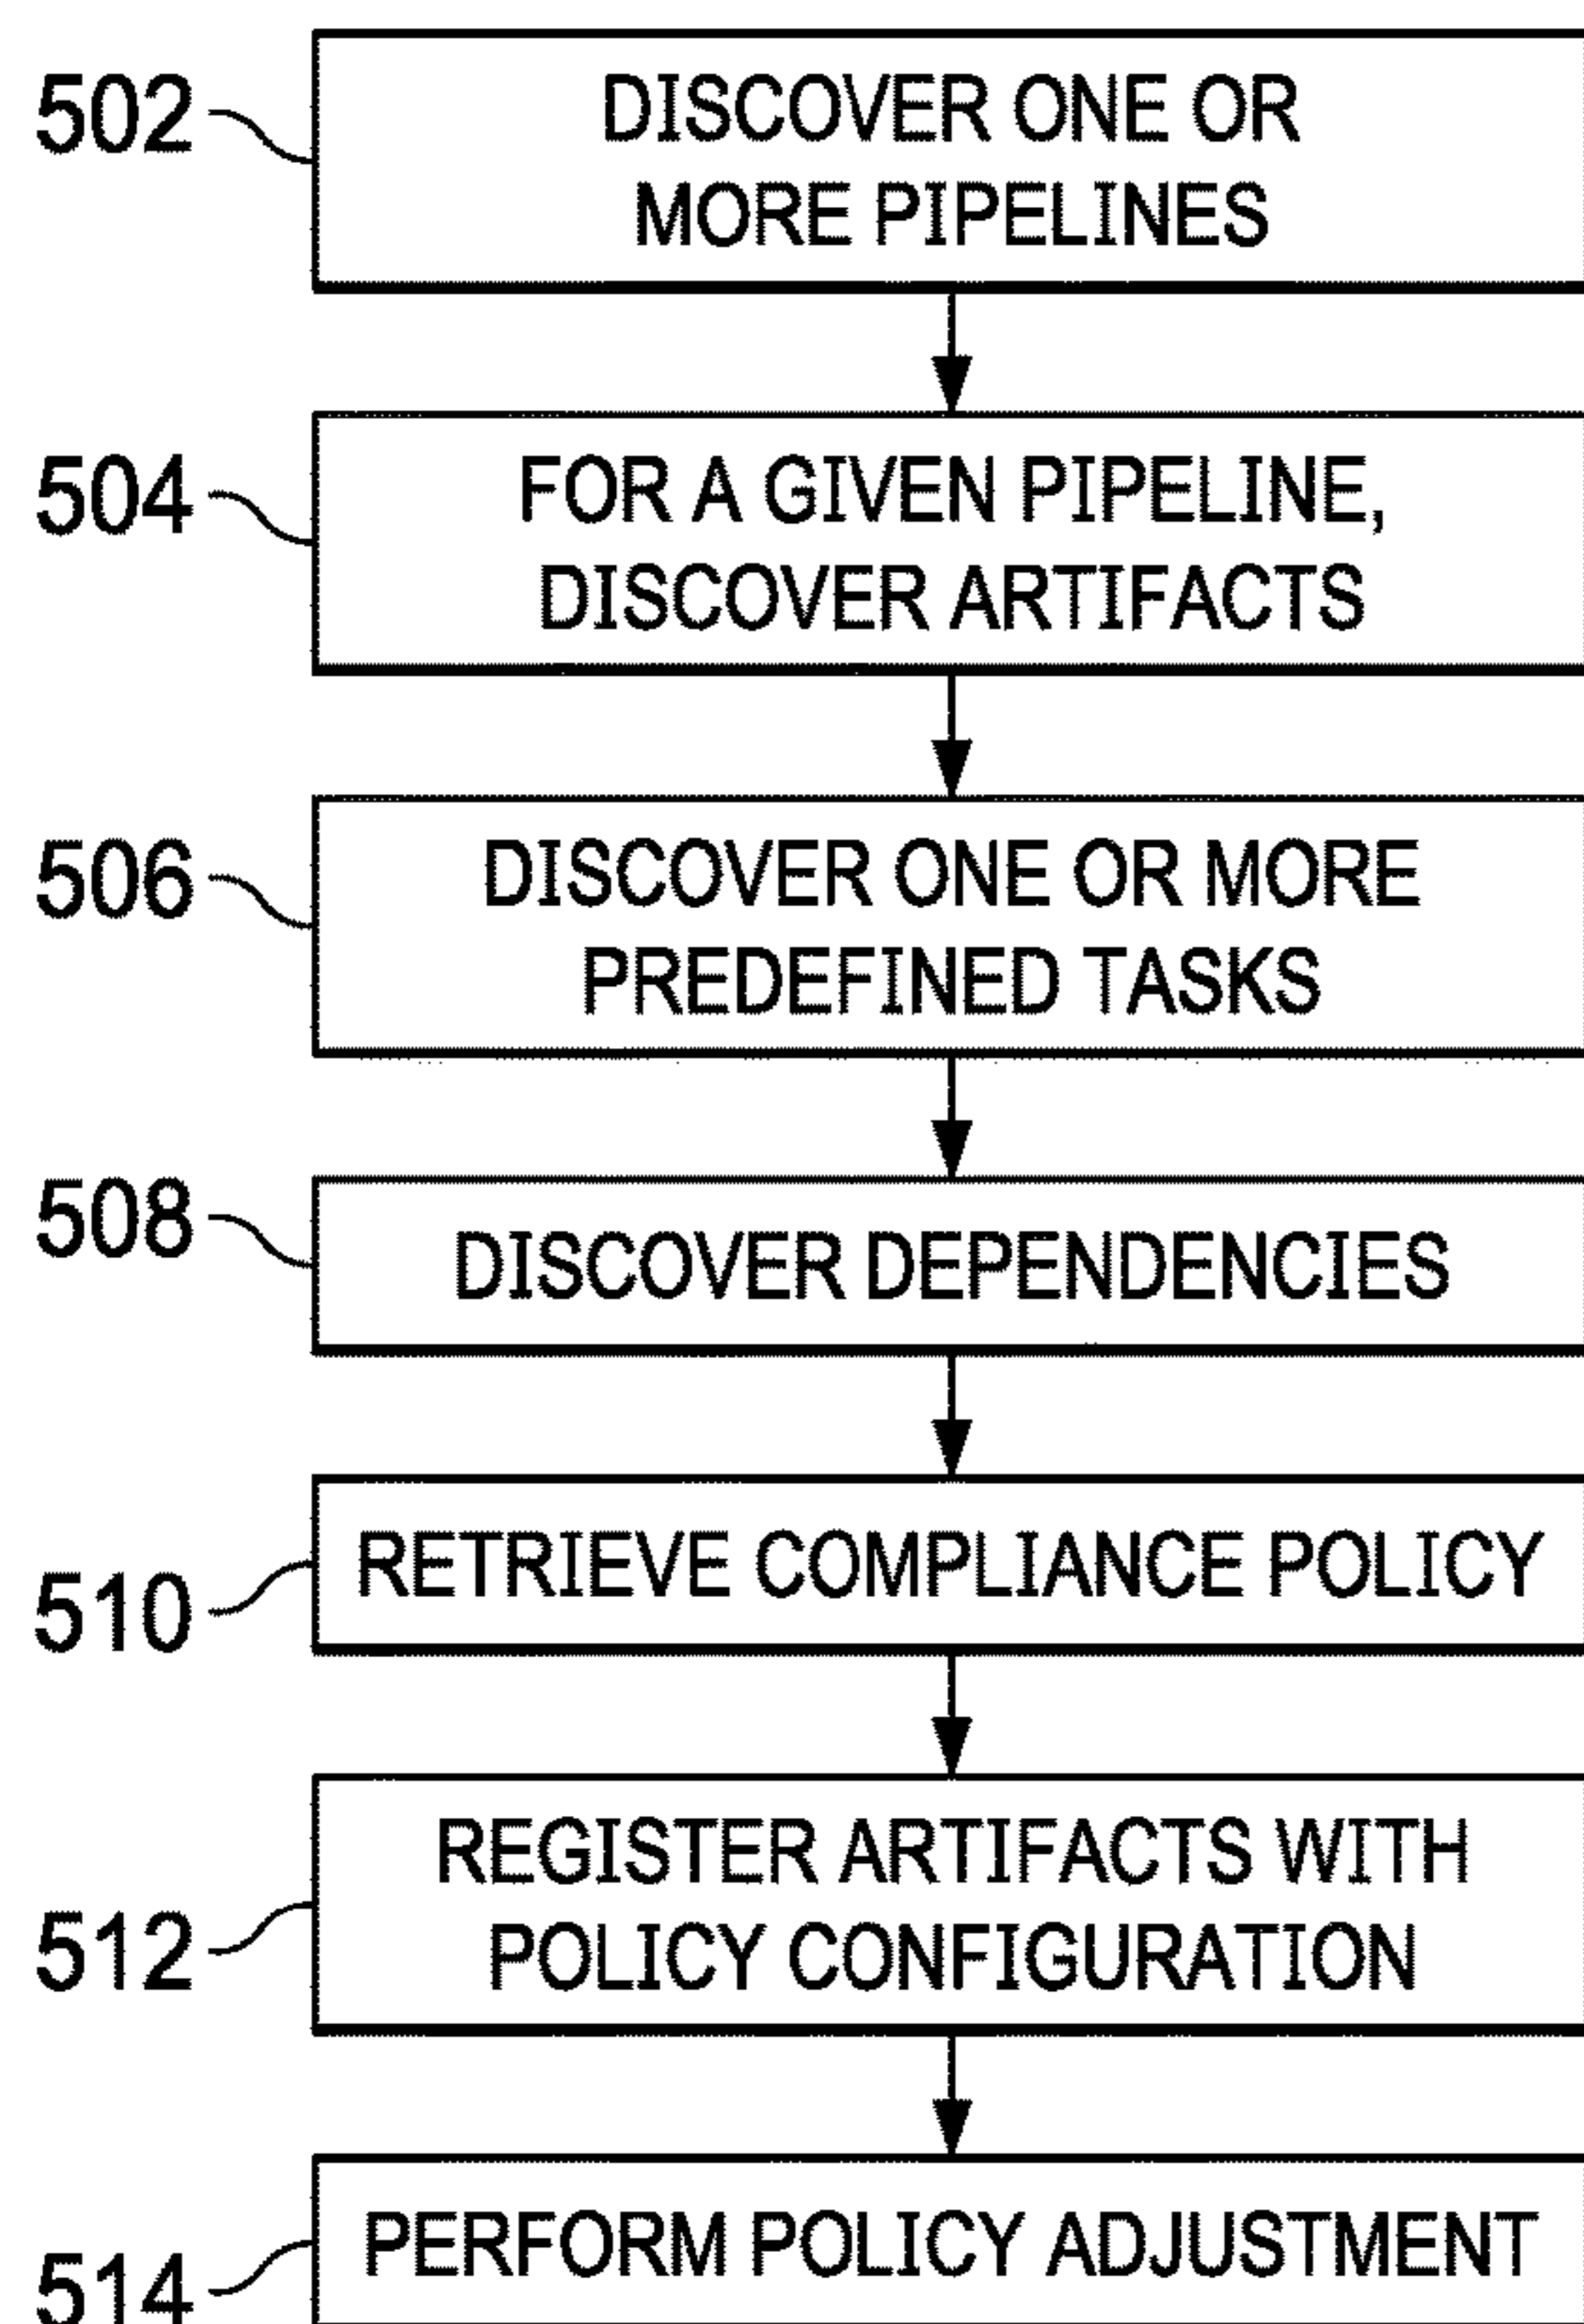 502
DISCOVER ONE OR
MORE PIPELINES
504
FOR A GIVEN PIPELINE,
DISCOVER ARTIFACTS
506
DISCOVER ONE OR MORE
PREDEFINED TASKS
508
DISCOVER DEPENDENCIES
510
RETRIEVE COMPLIANCE POLICY
512
REGISTER ARTIFACTS WITH
POLICY CONFIGURATION
514
PERFORM POLICY ADJUSTMENT